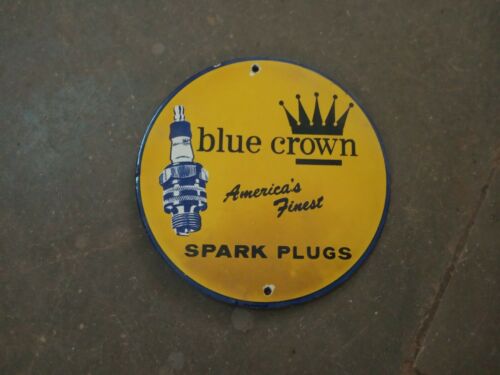 blue crown
America's
Finest
SPARK PLUGS